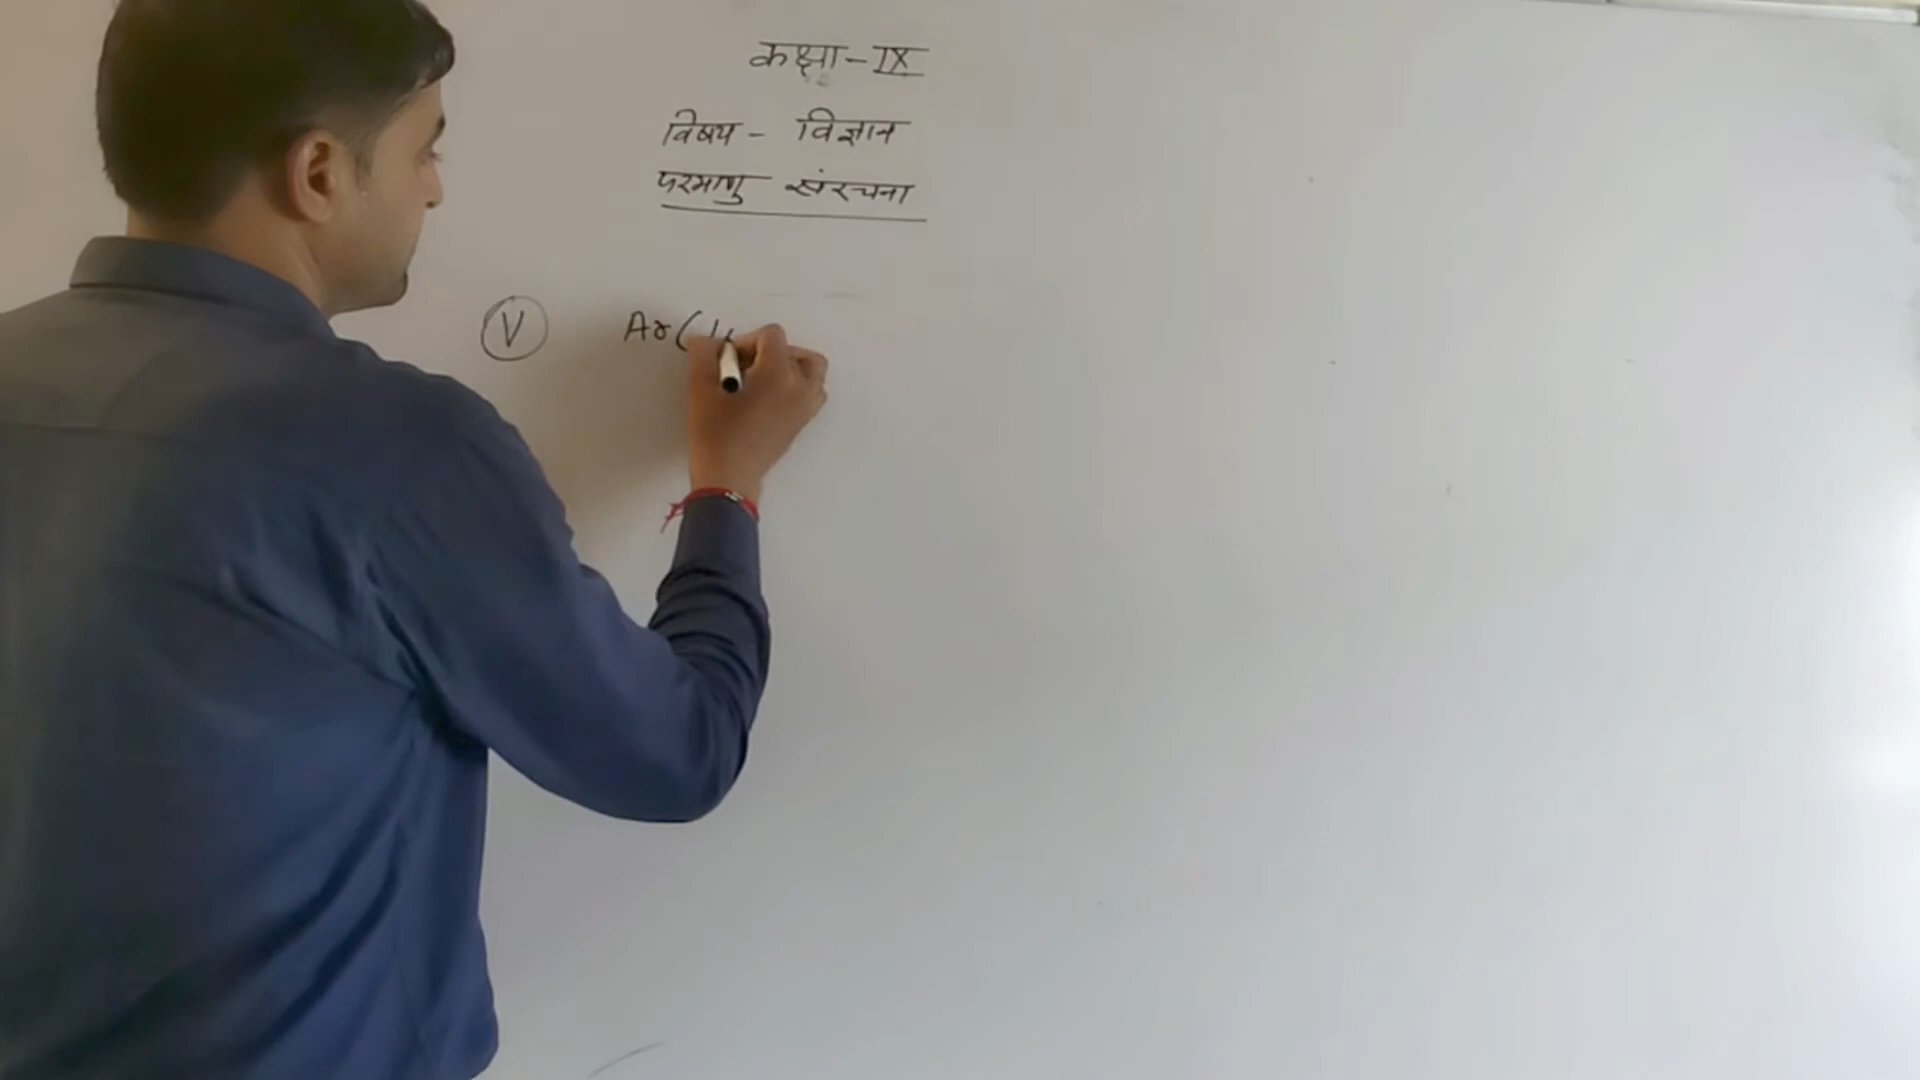 कक्षा - IX
विषय - विज्ञान
परमाणु संरचना
V Ar (